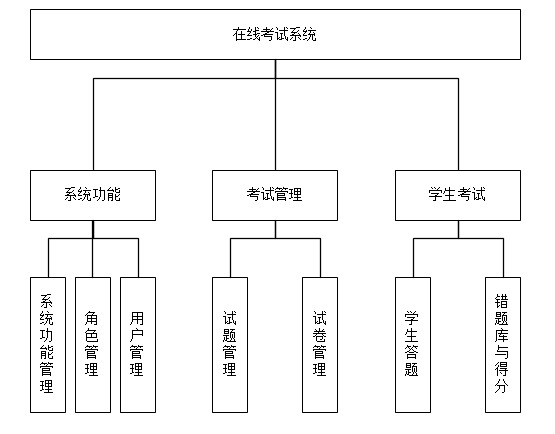 在线考试系统
系统功能
考试管理
学生考试
系统功能管理
角色管理
用户管理
试题管理
试卷管理
学生答题
错题库与得分